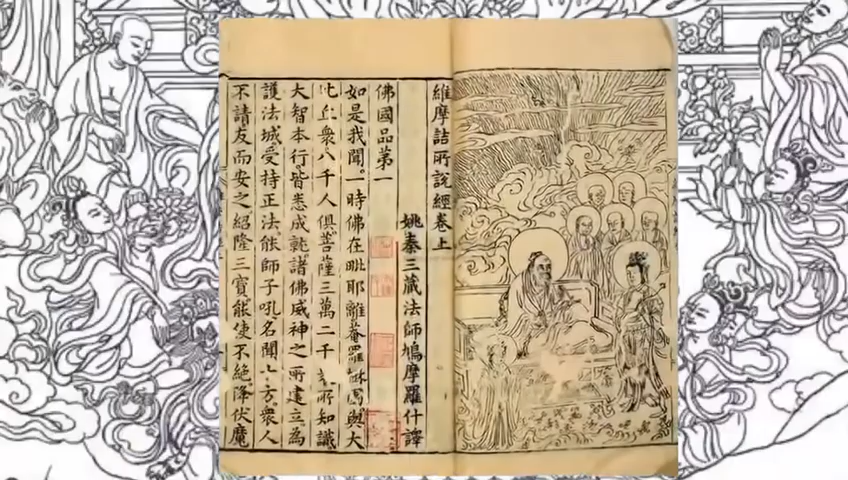 維摩詰所說經卷上
姚秦三藏法師鳩摩羅什譯
佛國品第一
如是我聞。一時佛在毗耶離菴羅樹園與大
比丘衆八千人俱菩薩三萬二千衆所知識
大智本行皆悉成就諸佛威神之所建立為
護法城受持正法能師子吼名聞十方衆人
不請友而安之紹隆三寶能使不絕降伏魔